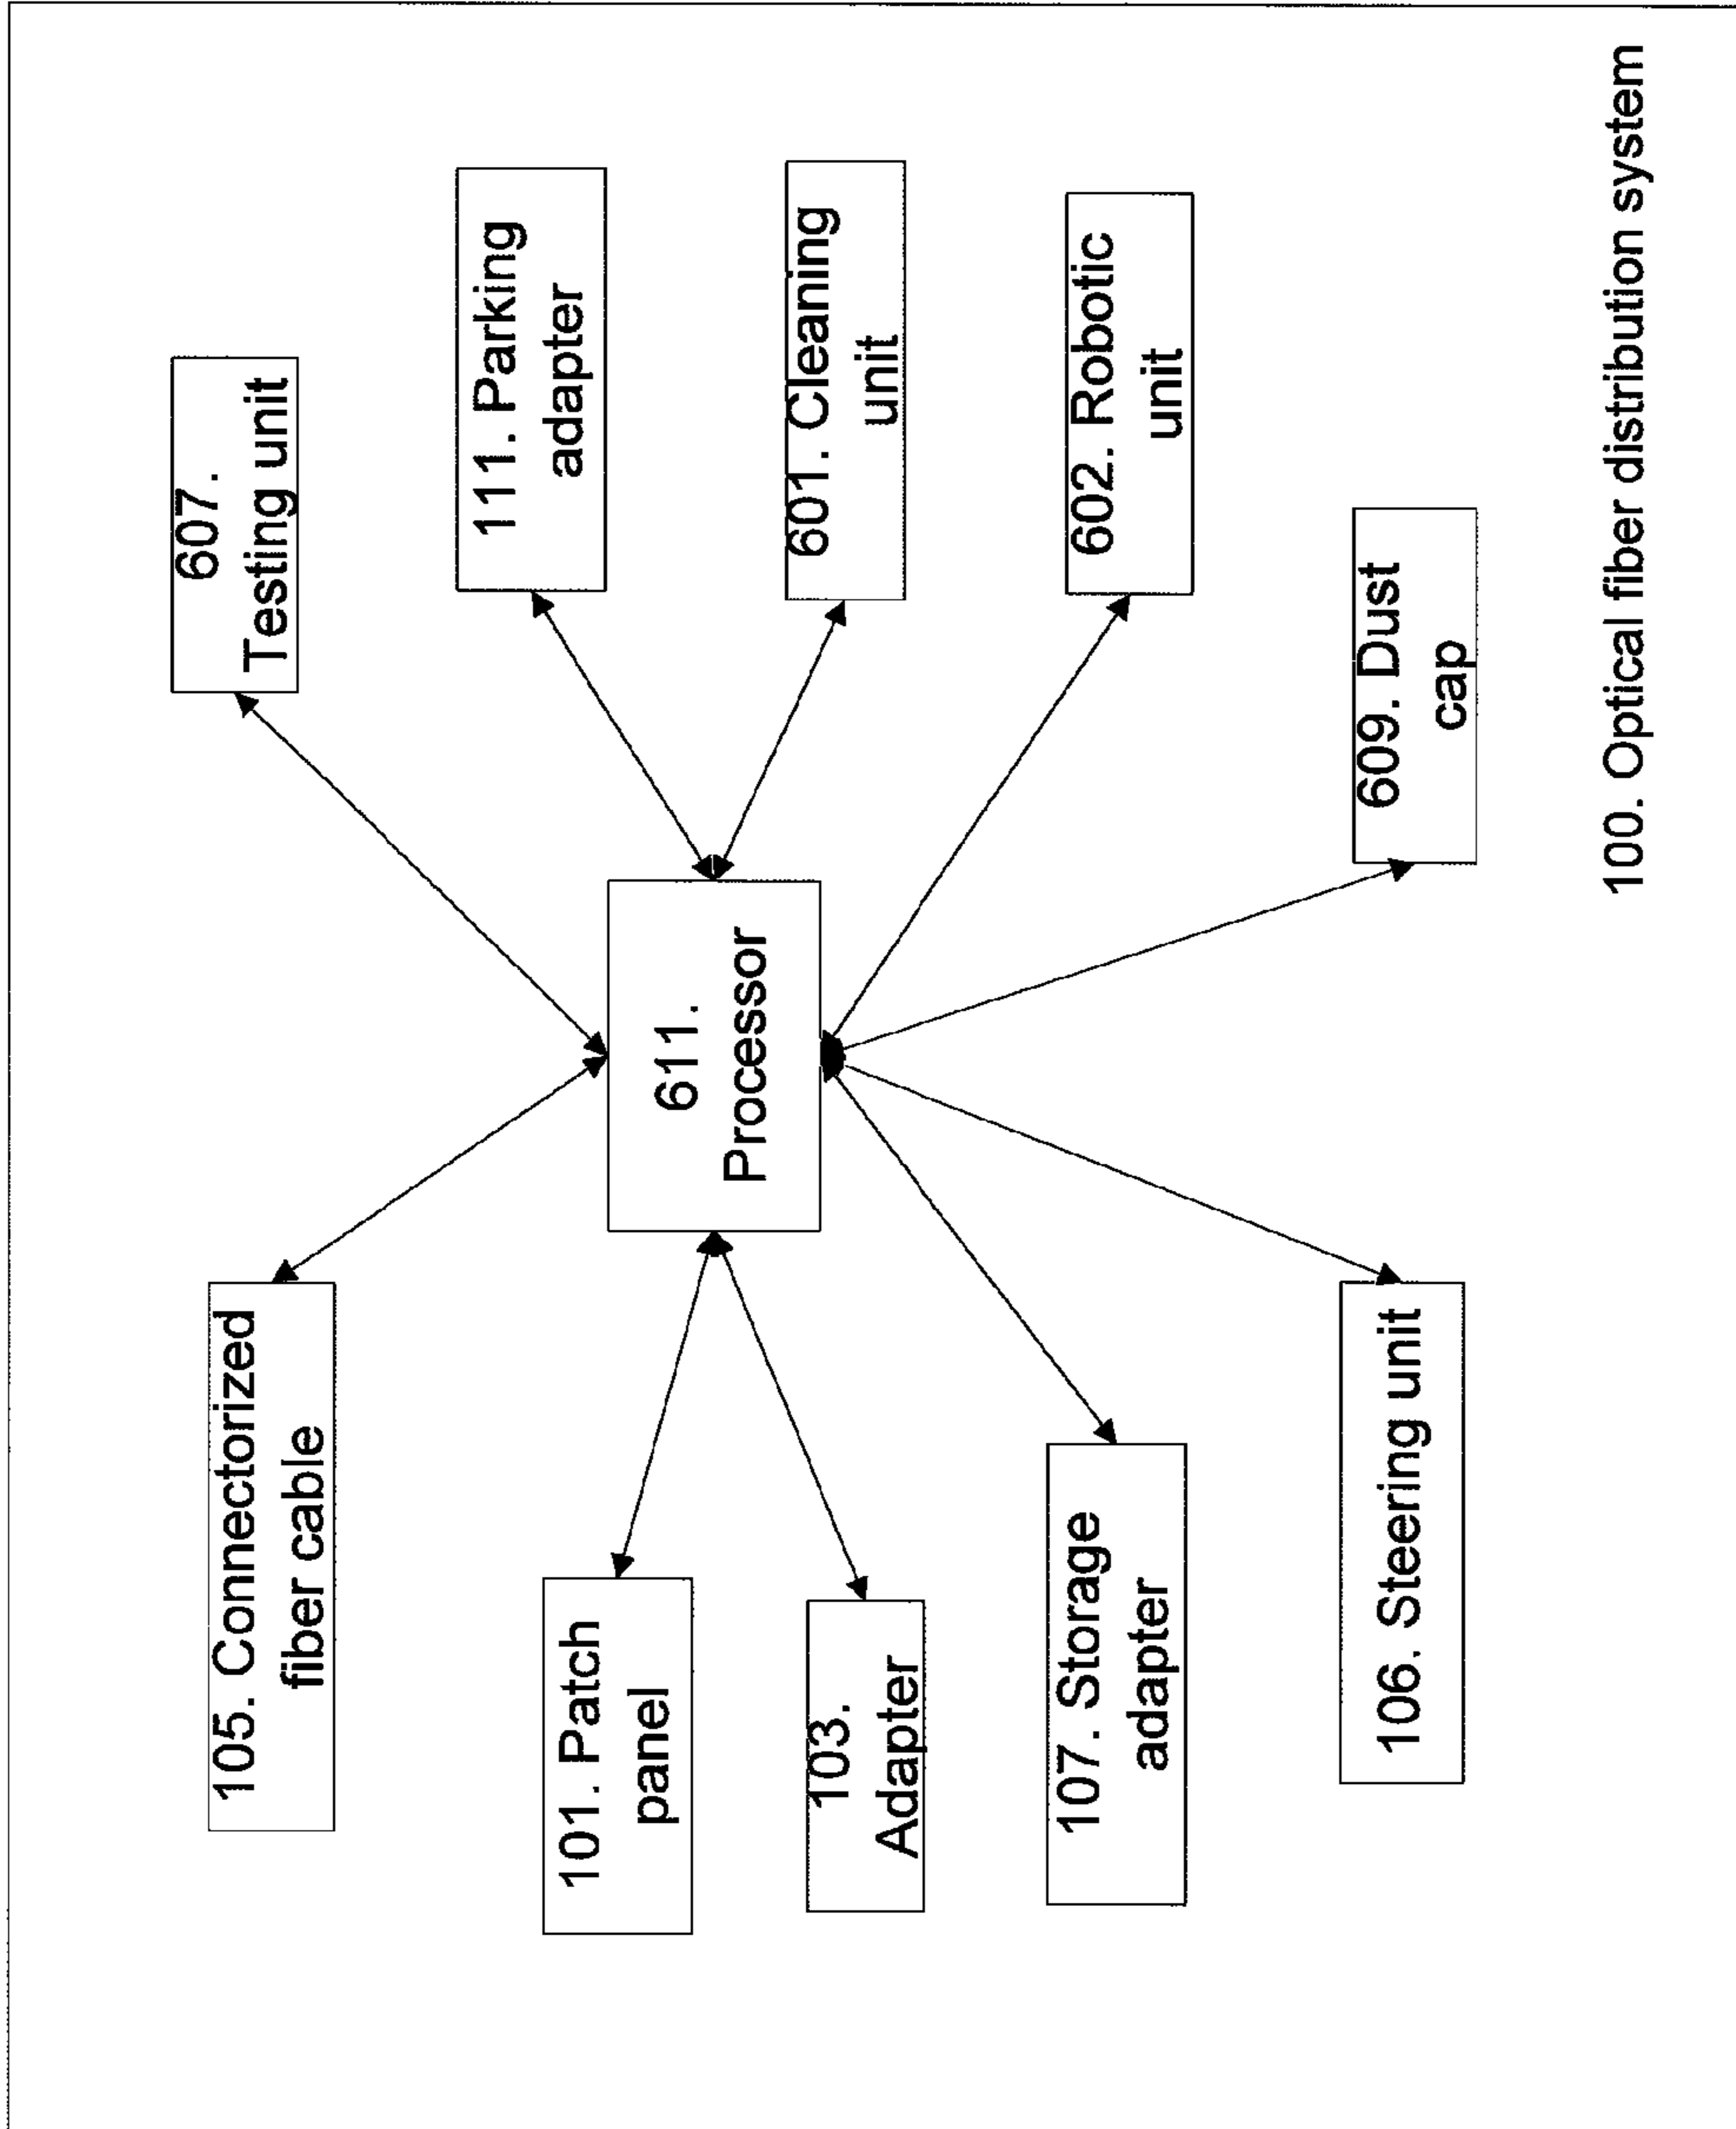 105. Connectorized
fiber cable
607.
Testing unit
101. Patch
panel
111. Parking
adapter
611.
Processor
103.
Adapter
601. Cleaning
unit
107. Storage
adapter
602. Robotic
unit
106. Steering unit
609. Dust
cap
100. Optical fiber distribution system